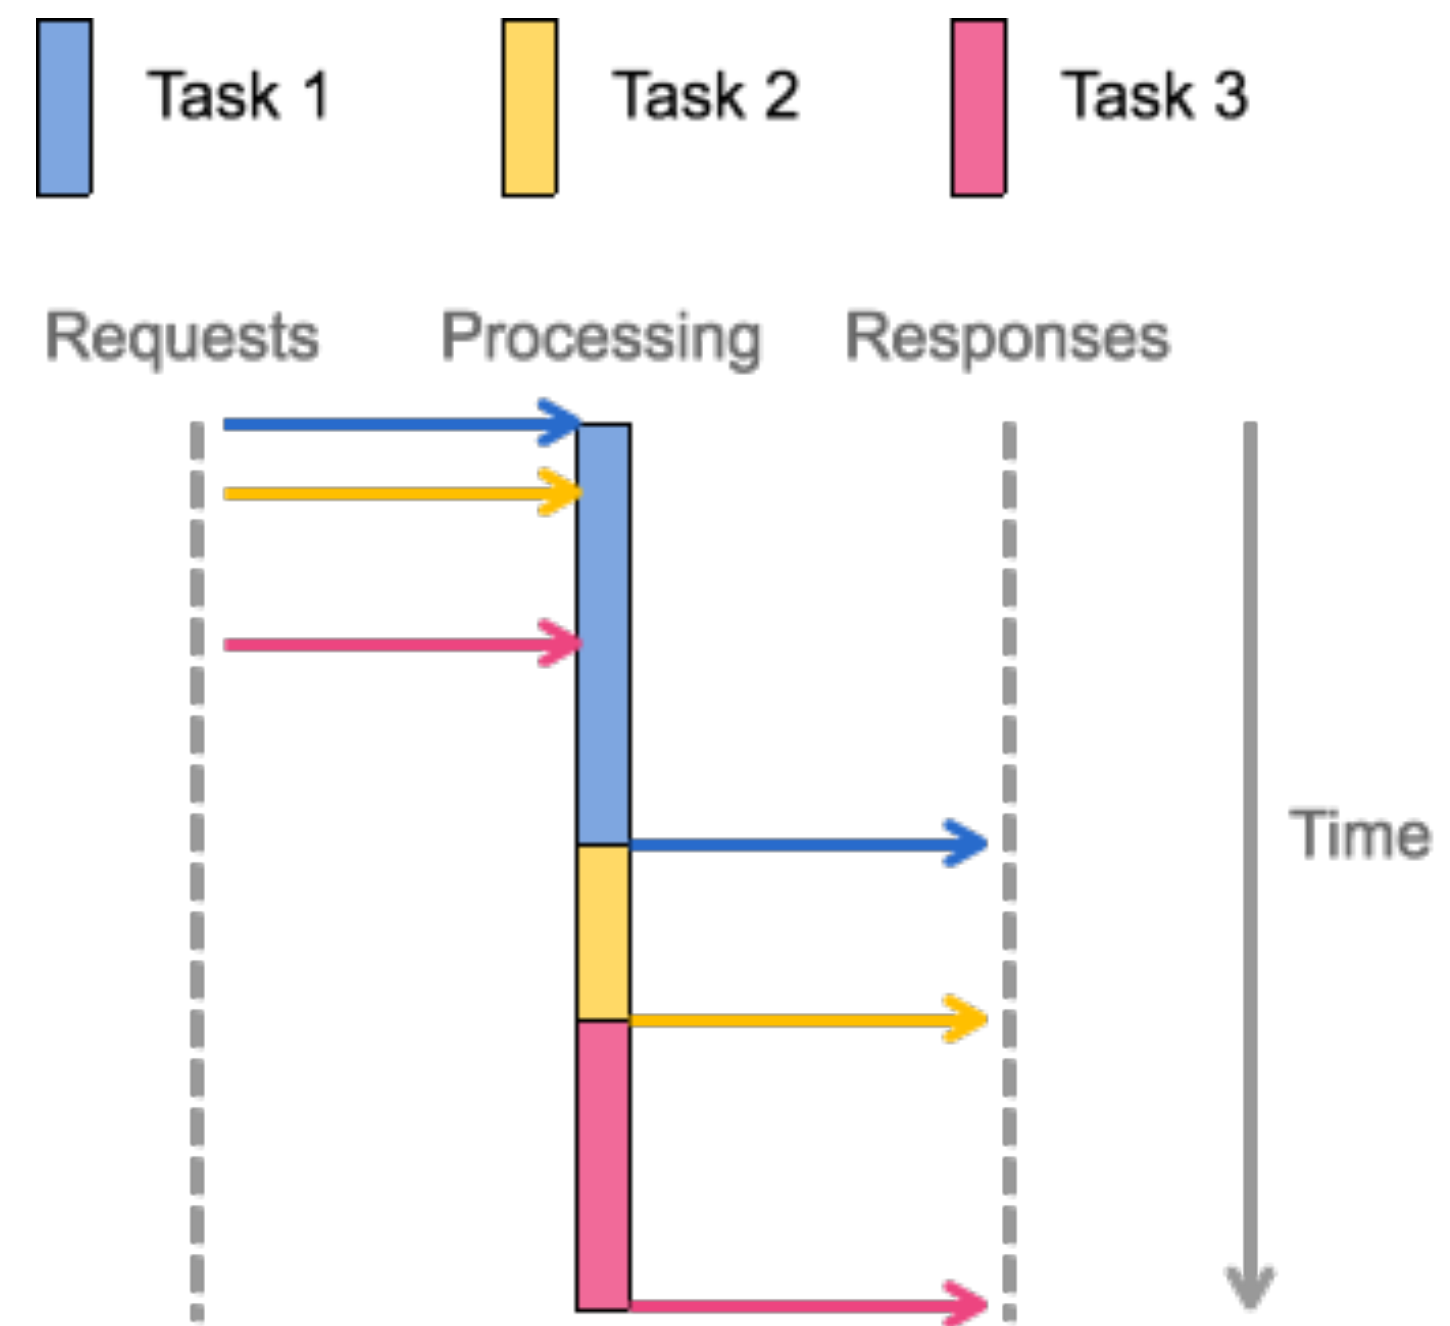 Task 1
Task 2
Task 3
Requests
Processing
Responses
Time